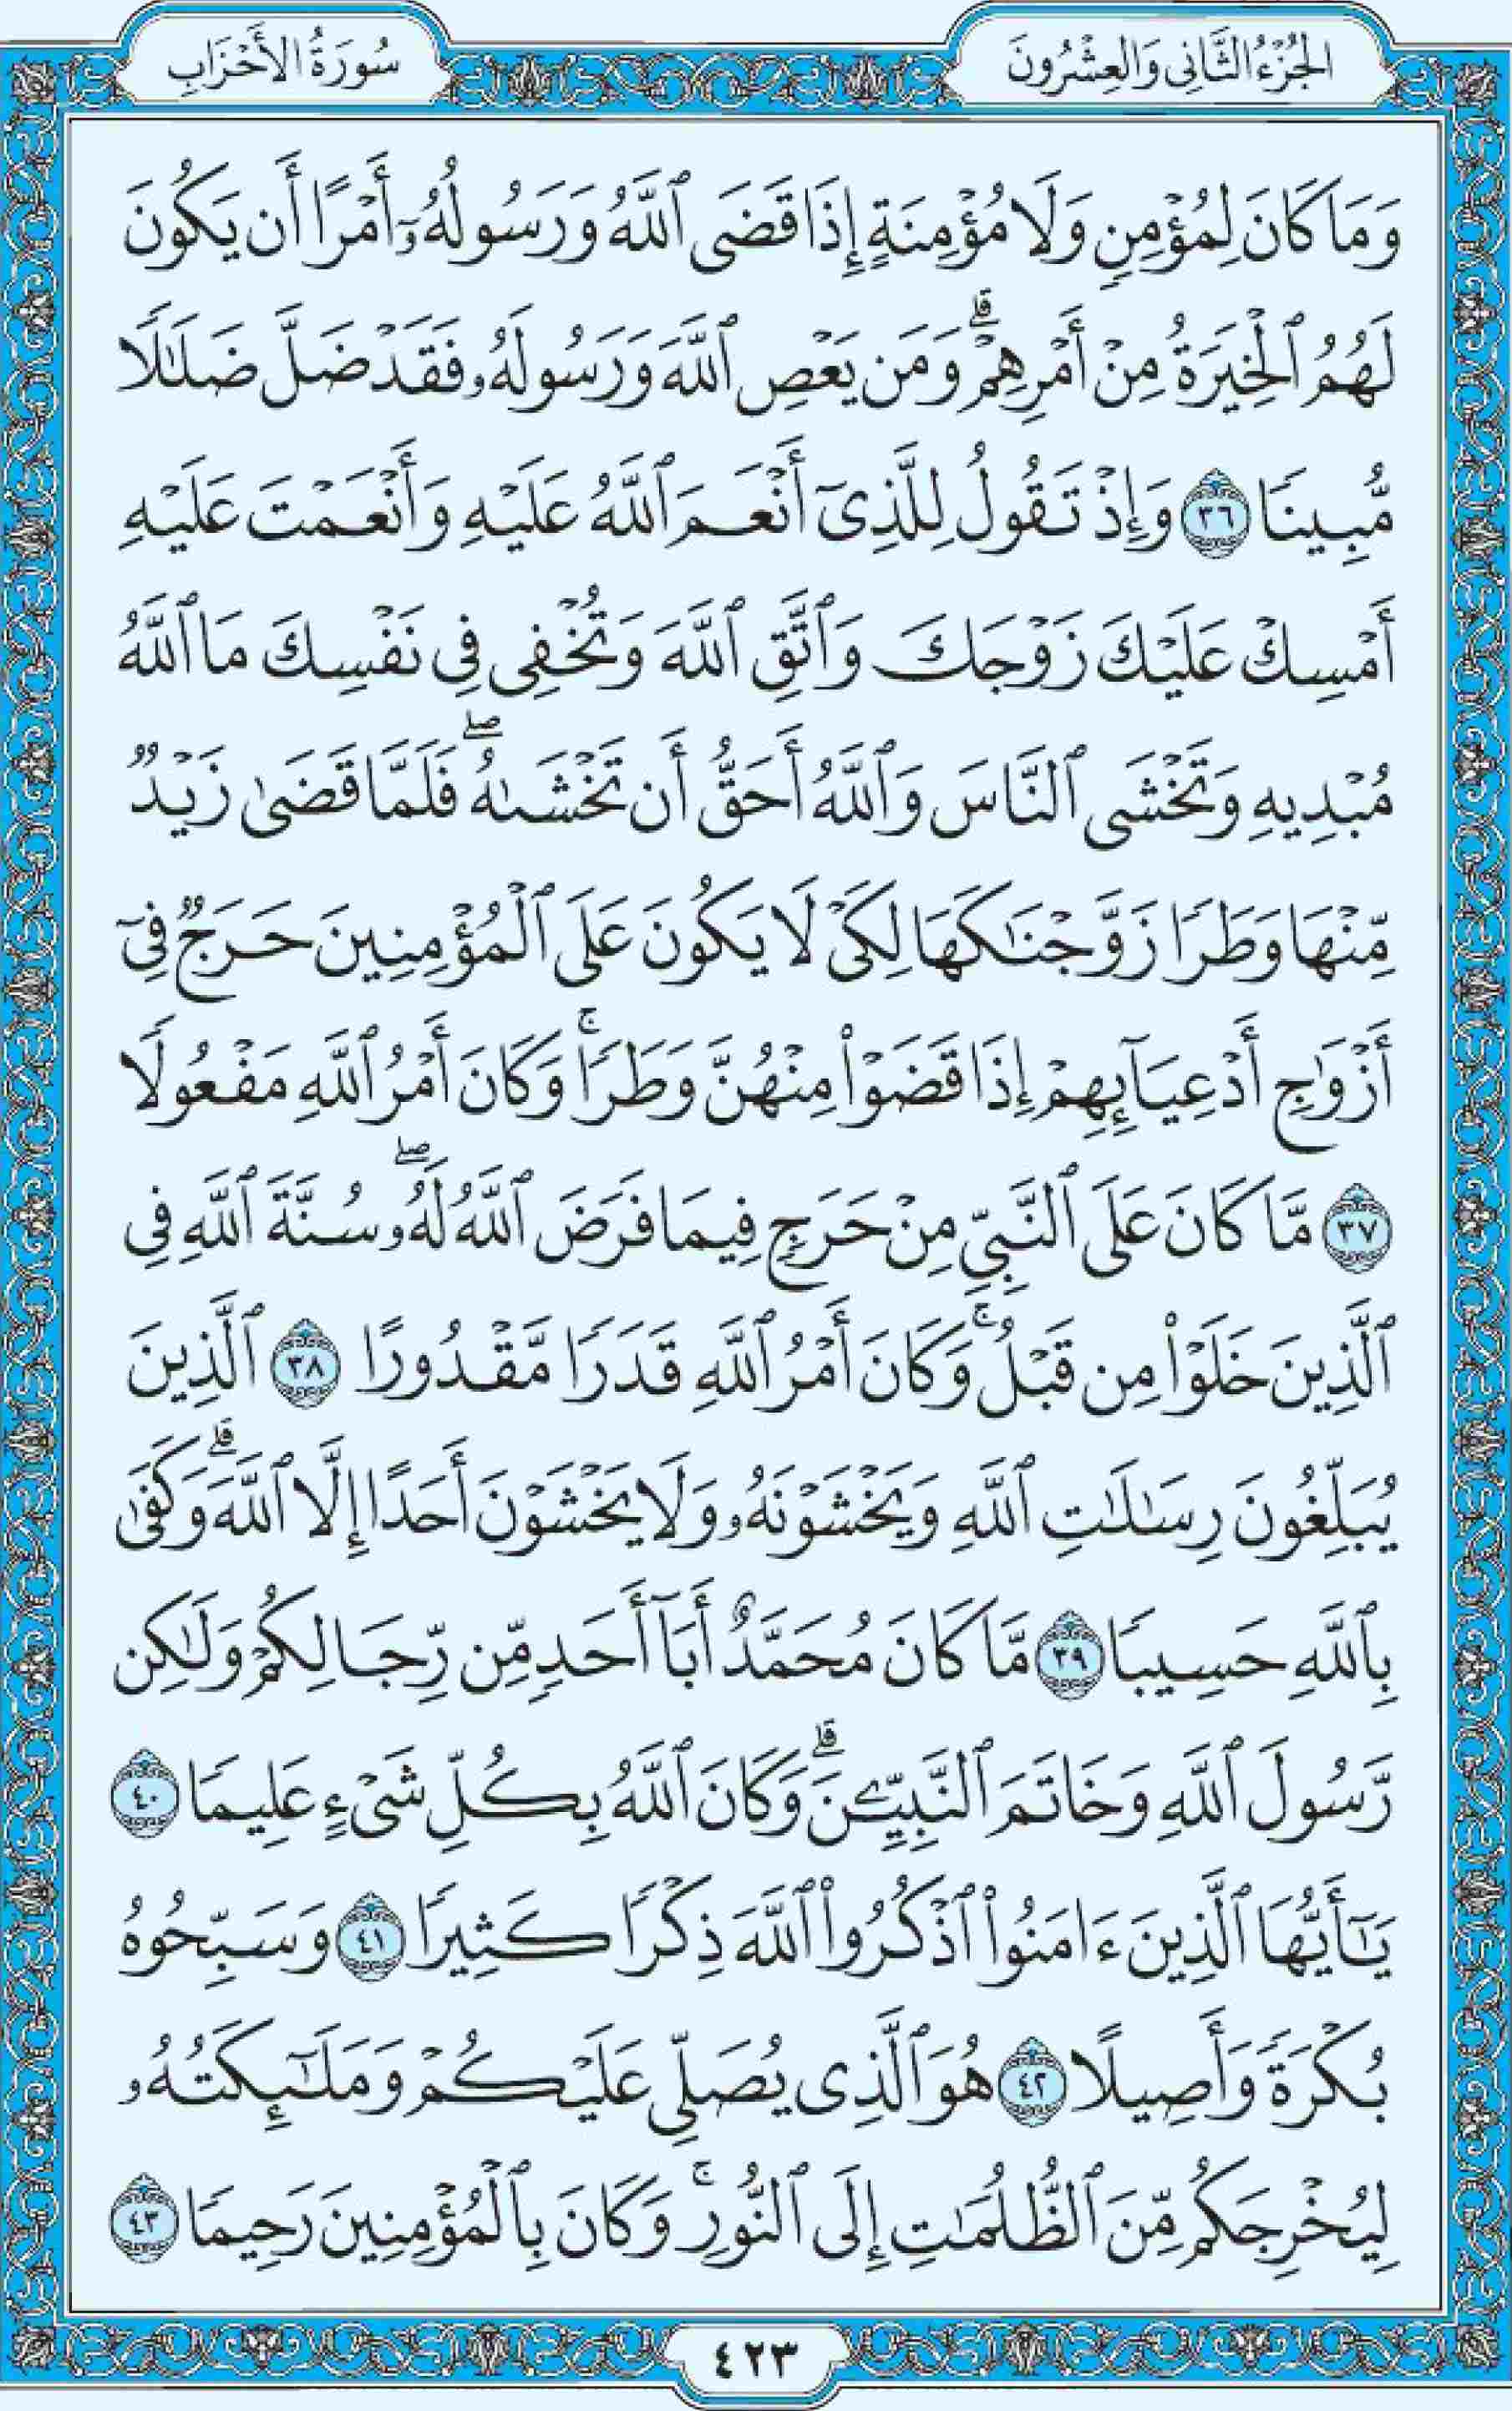 الجُزْءُ الثَّانِي وَالعِشْرُونَ
سُورَةُ الأَحْزَابِ
وَمَا كَانَ لِمُؤْمِنٍ وَلَا مُؤْمِنَةٍ إِذَا قَضَى ٱللَّهُ وَرَسُولُهُۥٓ أَمْرًا أَن يَكُونَ
لَهُمُ ٱلْخِيَرَةُ مِنْ أَمْرِهِمْۗ وَمَن يَعْصِ ٱللَّهَ وَرَسُولَهُۥ فَقَدْ ضَلَّ ضَلَٰلًا
مُّبِينًا ٣٦ وَإِذْ تَقُولُ لِلَّذِىٓ أَنْعَمَ ٱللَّهُ عَلَيْهِ وَأَنْعَمْتَ عَلَيْهِ
أَمْسِكْ عَلَيْكَ زَوْجَكَ وَٱتَّقِ ٱللَّهَ وَتُخْفِى فِى نَفْسِكَ مَا ٱللَّهُ
مُبْدِيهِ وَتَخْشَى ٱلنَّاسَ وَٱللَّهُ أَحَقُّ أَن تَخْشَىٰهُۖ فَلَمَّا قَضَىٰ زَيْدٌ
مِّنْهَا وَطَرًا زَوَّجْنَٰكَهَا لِكَىْ لَا يَكُونَ عَلَى ٱلْمُؤْمِنِينَ حَرَجٌ فِىٓ
أَزْوَٰجِ أَدْعِيَآئِهِمْ إِذَا قَضَوْا۟ مِنْهُنَّ وَطَرًاۚ وَكَانَ أَمْرُ ٱللَّهِ مَفْعُولًا
٣٧ مَّا كَانَ عَلَى ٱلنَّبِىِّ مِنْ حَرَجٍ فِيمَا فَرَضَ ٱللَّهُ لَهُۥۖ سُنَّةَ ٱللَّهِ فِى
ٱلَّذِينَ خَلَوْا۟ مِن قَبْلُۚ وَكَانَ أَمْرُ ٱللَّهِ قَدَرًا مَّقْدُورًا ٣٨ ٱلَّذِينَ
يُبَلِّغُونَ رِسَٰلَٰتِ ٱللَّهِ وَيَخْشَوْنَهُۥ وَلَا يَخْشَوْنَ أَحَدًا إِلَّا ٱللَّهَۗ وَكَفَىٰ
بِٱللَّهِ حَسِيبًا ٣٩ مَّا كَانَ مُحَمَّدٌ أَبَآ أَحَدٍ مِّن رِّجَالِكُمْ وَلَٰكِن
رَّسُولَ ٱللَّهِ وَخَاتَمَ ٱلنَّبِيِّۦنَۗ وَكَانَ ٱللَّهُ بِكُلِّ شَىْءٍ عَلِيمًا ٤٠
يَٰٓأَيُّهَا ٱلَّذِينَ ءَامَنُوا۟ ٱذْكُرُوا۟ ٱللَّهَ ذِكْرًا كَثِيرًا ٤١ وَسَبِّحُوهُ
بُكْرَةً وَأَصِيلًا ٤٢ هُوَ ٱلَّذِى يُصَلِّى عَلَيْكُمْ وَمَلَٰٓئِكَتُهُۥ
لِيُخْرِجَكُم مِّنَ ٱلظُّلُمَٰتِ إِلَى ٱلنُّورِۚ وَكَانَ بِٱلْمُؤْمِنِينَ رَحِيمًا ٤٣
٤٢٣